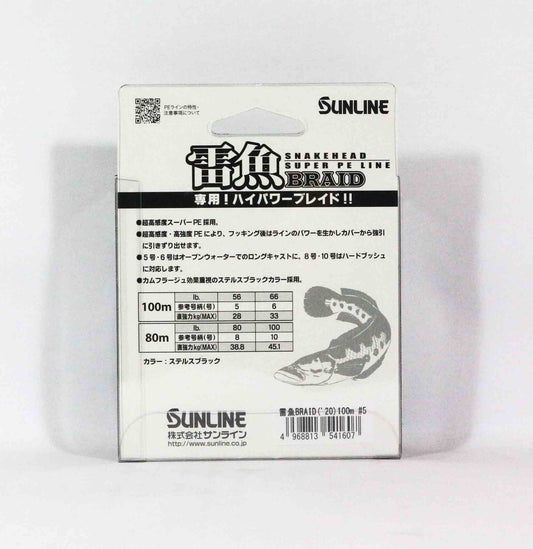 PEラインの特性・
注意事項について
SUNLINE
雷魚
SNAKEHEAD
SUPER PE LINE
BRAID
専用!ハイパワーブレイド!!
●超高感度スーパーPE採用。
●超高感度・高強度PEにより、フッキング後はラインのパワーを生かしカバーから強引
に引きずり出せます。
●5号・6号はオープンウォーターでのロングキャストに。8号・10号はハードブッシュ
に対応します。
●カムフラージュ効果重視のステルスブラックカラー採用。
100m lb. 56 66
参考号柄(号) 5 6
直強力kg(MAX) 28 33
80m lb. 80 100
参考号柄(号) 8 10
直強力kg(MAX) 38.8 45.1
カラー:ステルスブラック
SUNLINE
株式会社サンライン
http://www.sunline.co.jp
雷魚BRAID('20)100m #5
4 968813 541607